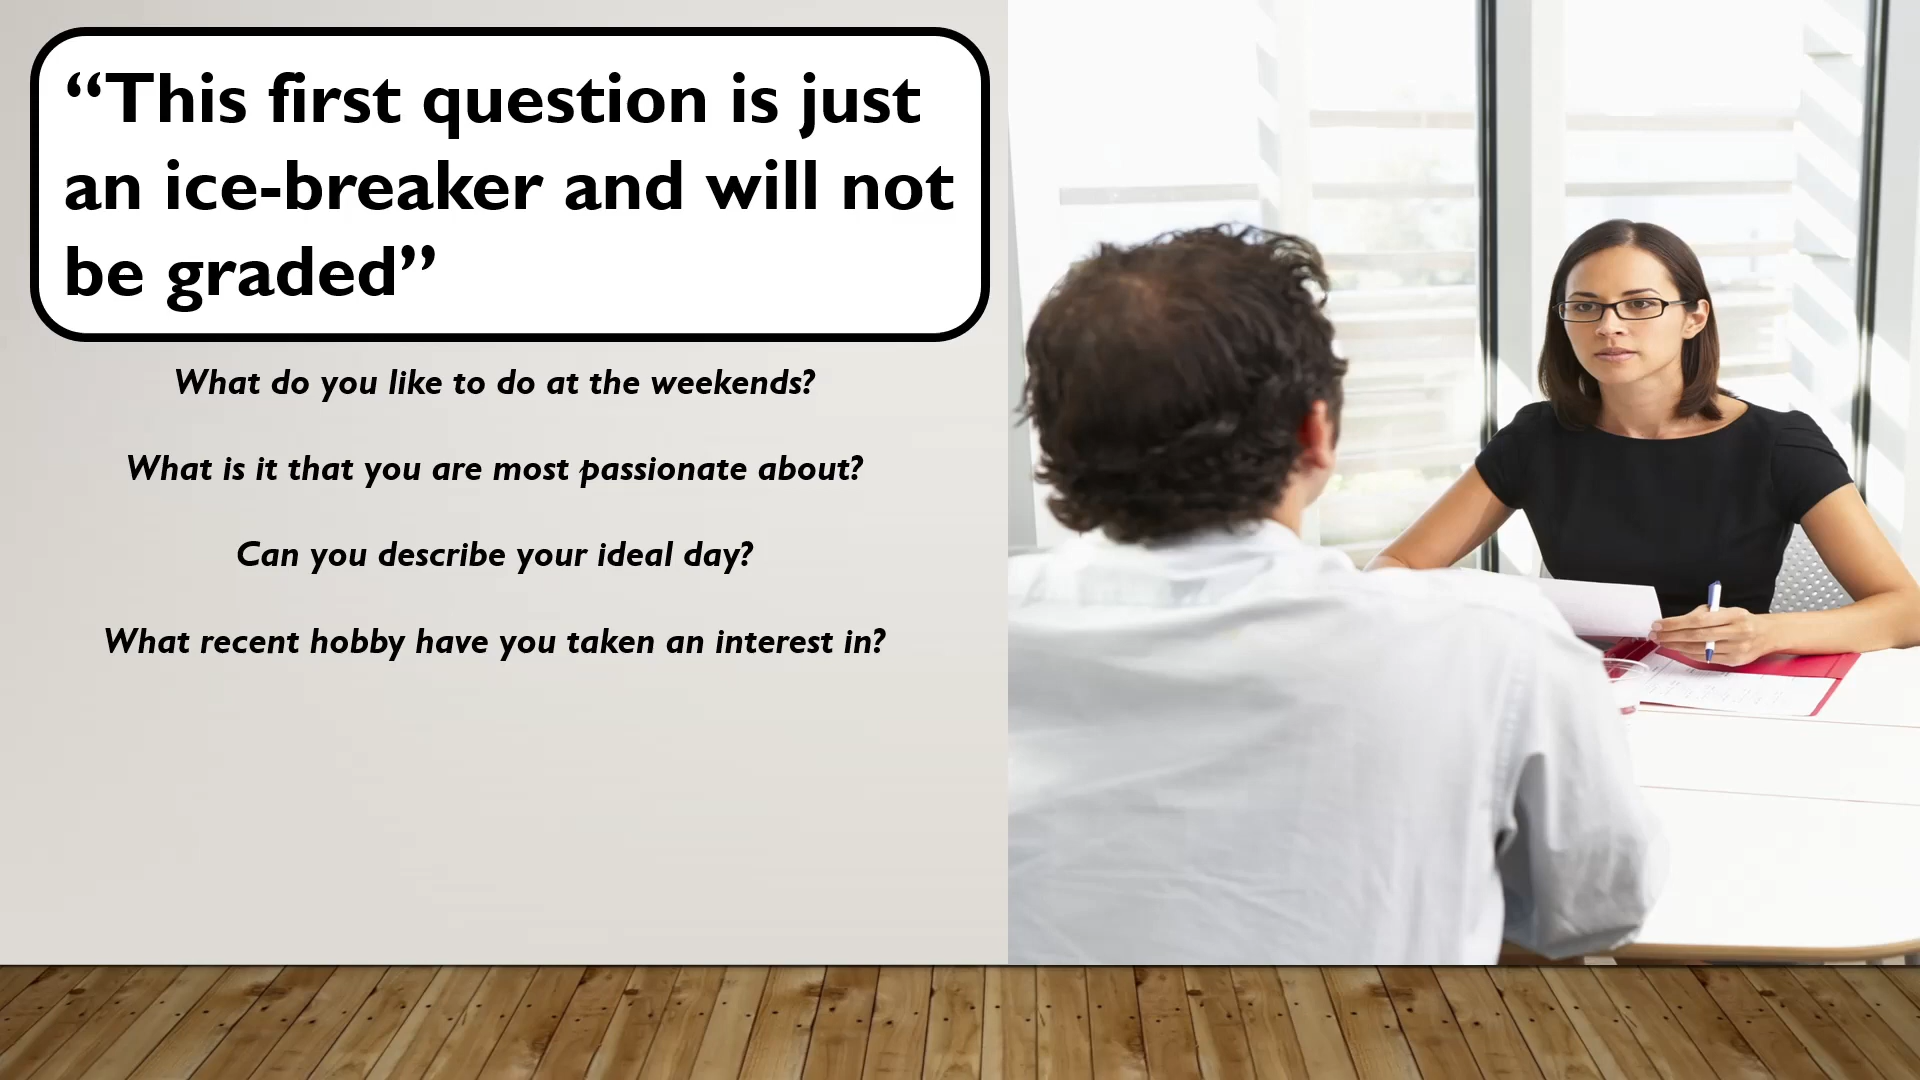 “This first question is just
an ice-breaker and will not
be graded”
What do you like to do at the weekends?
What is it that you are most passionate about?
Can you describe your ideal day?
What recent hobby have you taken an interest in?